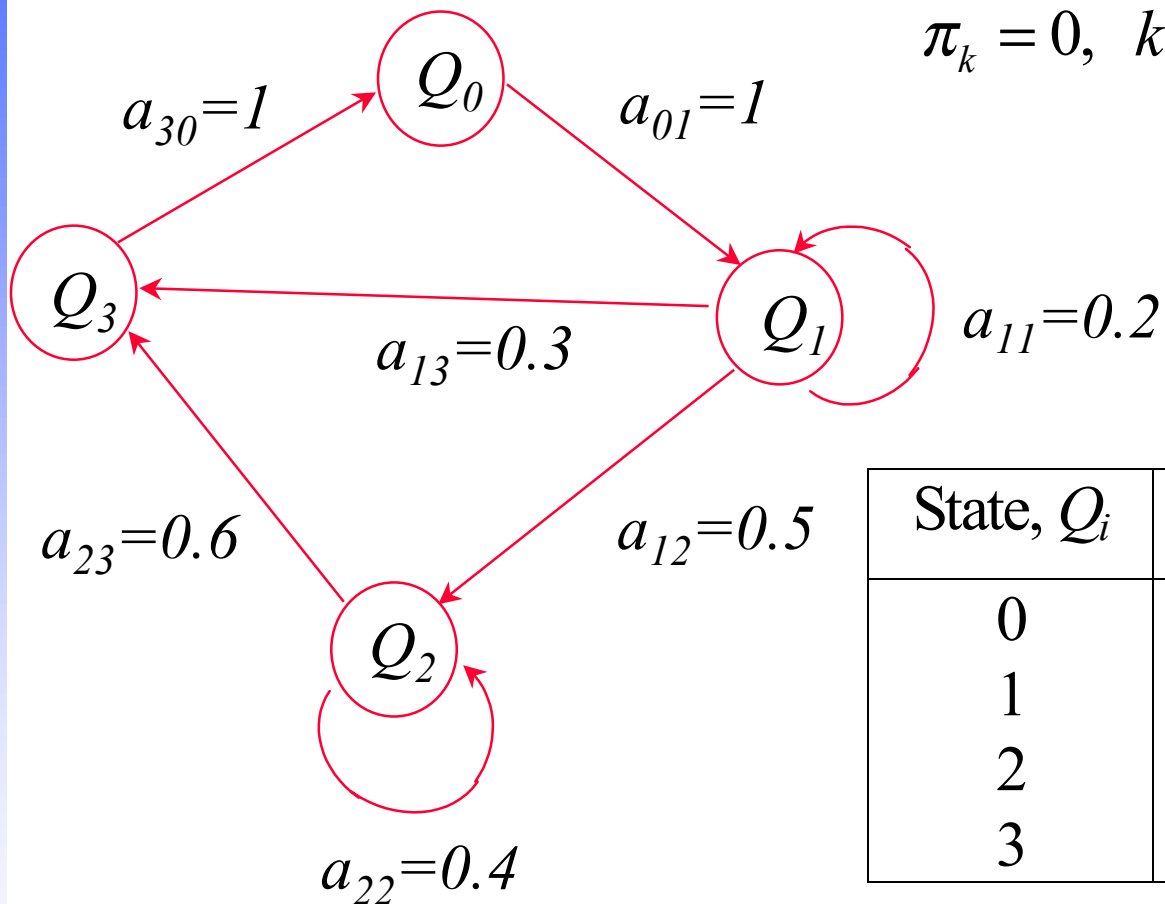 π_k = 0, k
Q_0
a_30=1
a_01=1
Q_3
Q_1
a_11=0.2
a_13=0.3
a_12=0.5
a_23=0.6
Q_2
a_22=0.4
State, Q_i
0
1
2
3